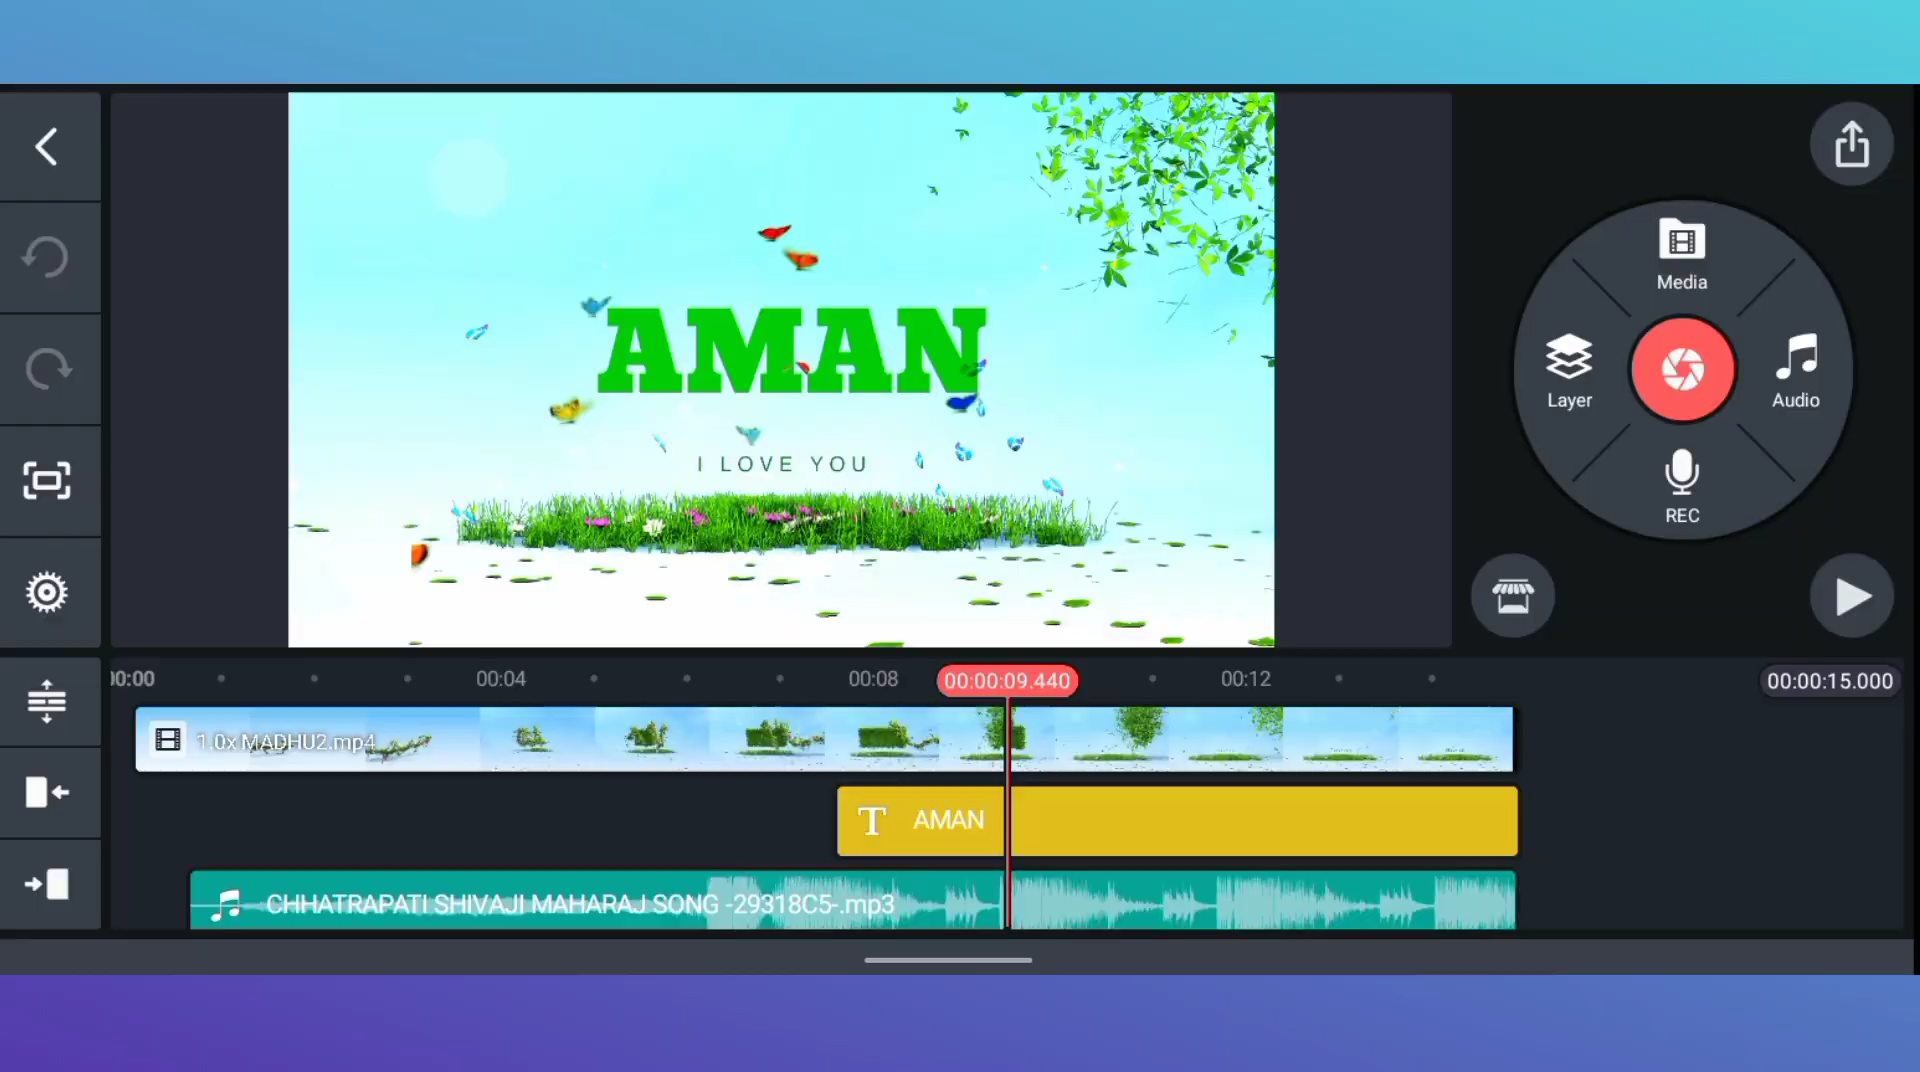 AMAN
I LOVE YOU
Media
Layer
Audio
REC
00:00
00:04
00:08
00:00:09.440
00:12
00:00:15.000
1.0x MADHU2.mp4
T AMAN
CHHATRAPATI SHIVAJI MAHARAJ SONG -29318C5-.mp3